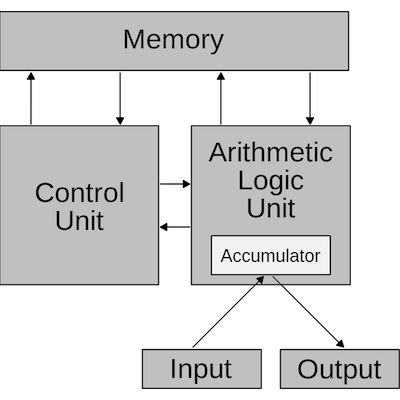 Memory
Control
Unit
Arithmetic
Logic
Unit
Accumulator
Input
Output